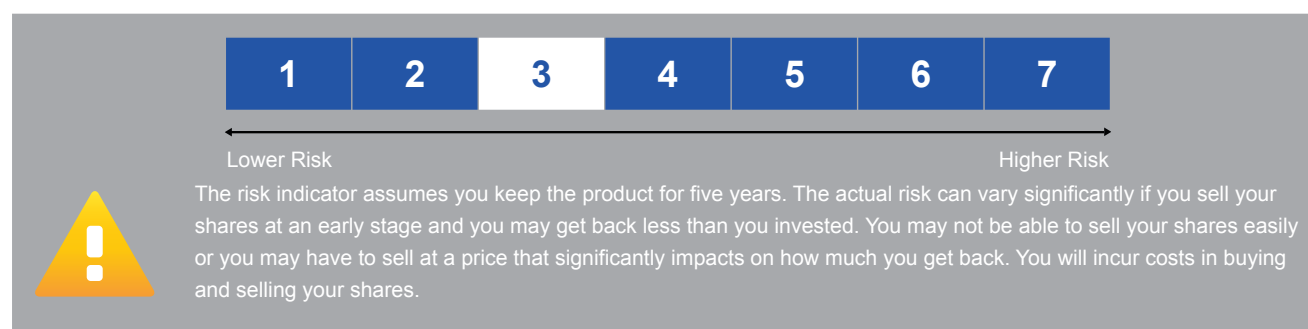 1 2 3 4 5 6 7
Lower Risk Higher Risk
The risk indicator assumes you keep the product for five years. The actual risk can vary significantly if you sell your
shares at an early stage and you may get back less than you invested. You may not be able to sell your shares easily
or you may have to sell at a price that significantly impacts on how much you get back. You will incur costs in buying
and selling your shares.